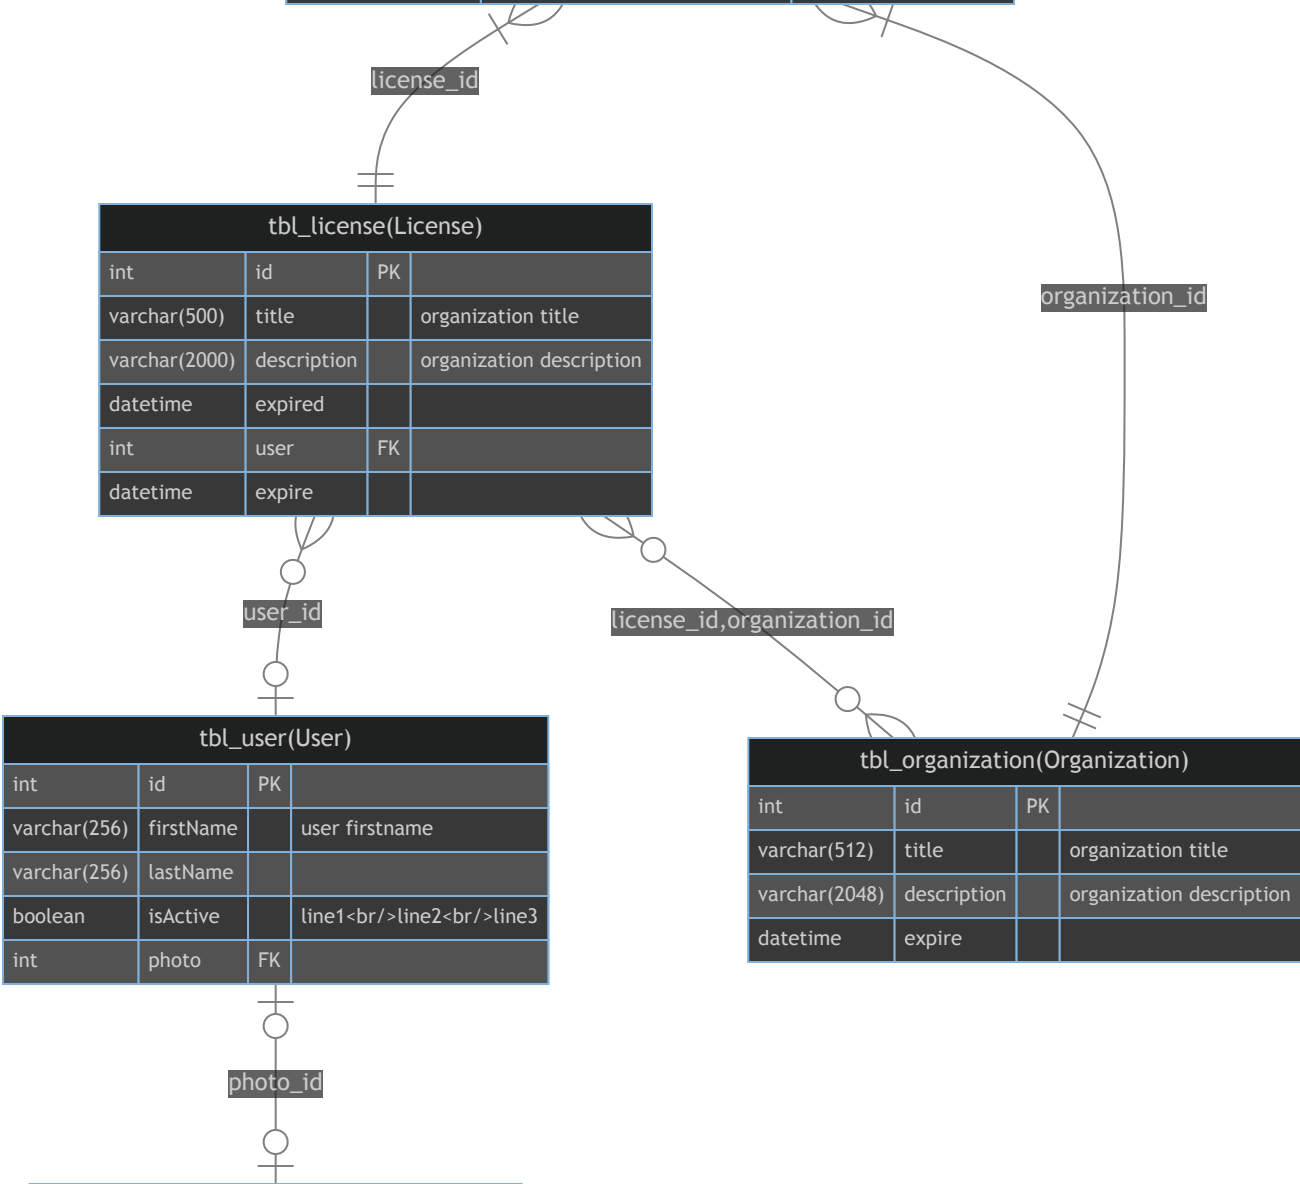 license_id
tbl_license(License)
int id PK
varchar(500) title organization title
varchar(2000) description organization description
datetime expired
int user FK
datetime expire
organization_id
user_id
license_id,organization_id
tbl_user(User)
int id PK
varchar(256) firstName user firstname
varchar(256) lastName
boolean isActive line1<br/>line2<br/>line3
int photo FK
tbl_organization(Organization)
int id PK
varchar(512) title organization title
varchar(2048) description organization description
datetime expire
photo_id